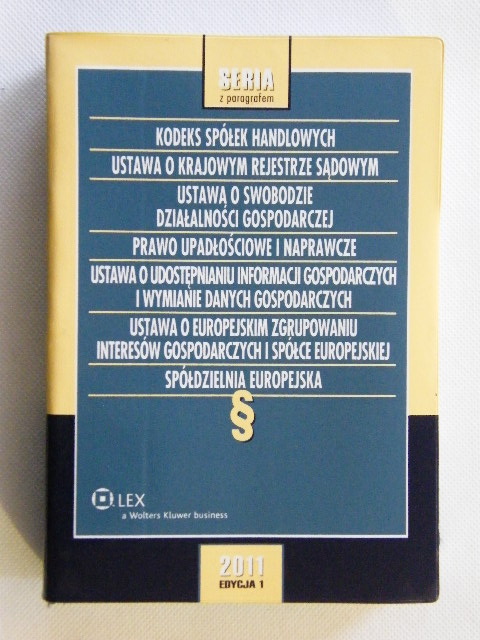 SERIA
z paragrafem
KODEKS SPÓŁEK HANDLOWYCH
USTAWA O KRAJOWYM REJESTRZE SĄDOWYM
USTAWĄ O SWOBODZIE
DZIAŁALNOŚCI GOSPODARCZEJ
PRAWO UPADŁOŚCIOWE I NAPRAWCZE
USTAWA O UDOSTĘPNIANIU INFORMACJI GOSPODARCZYCH
I WYMIANIE DANYCH GOSPODARCZYCH
USTAWA O EUROPEJSKIM ZGRUPOWANIU
INTERESÓW GOSPODARCZYCH I SPÓŁCE EUROPEJSKIEJ
SPÓŁDZIELNIA EUROPEJSKA
§
LEX
a Wolters Kluwer business
2011
EDYCJA 1